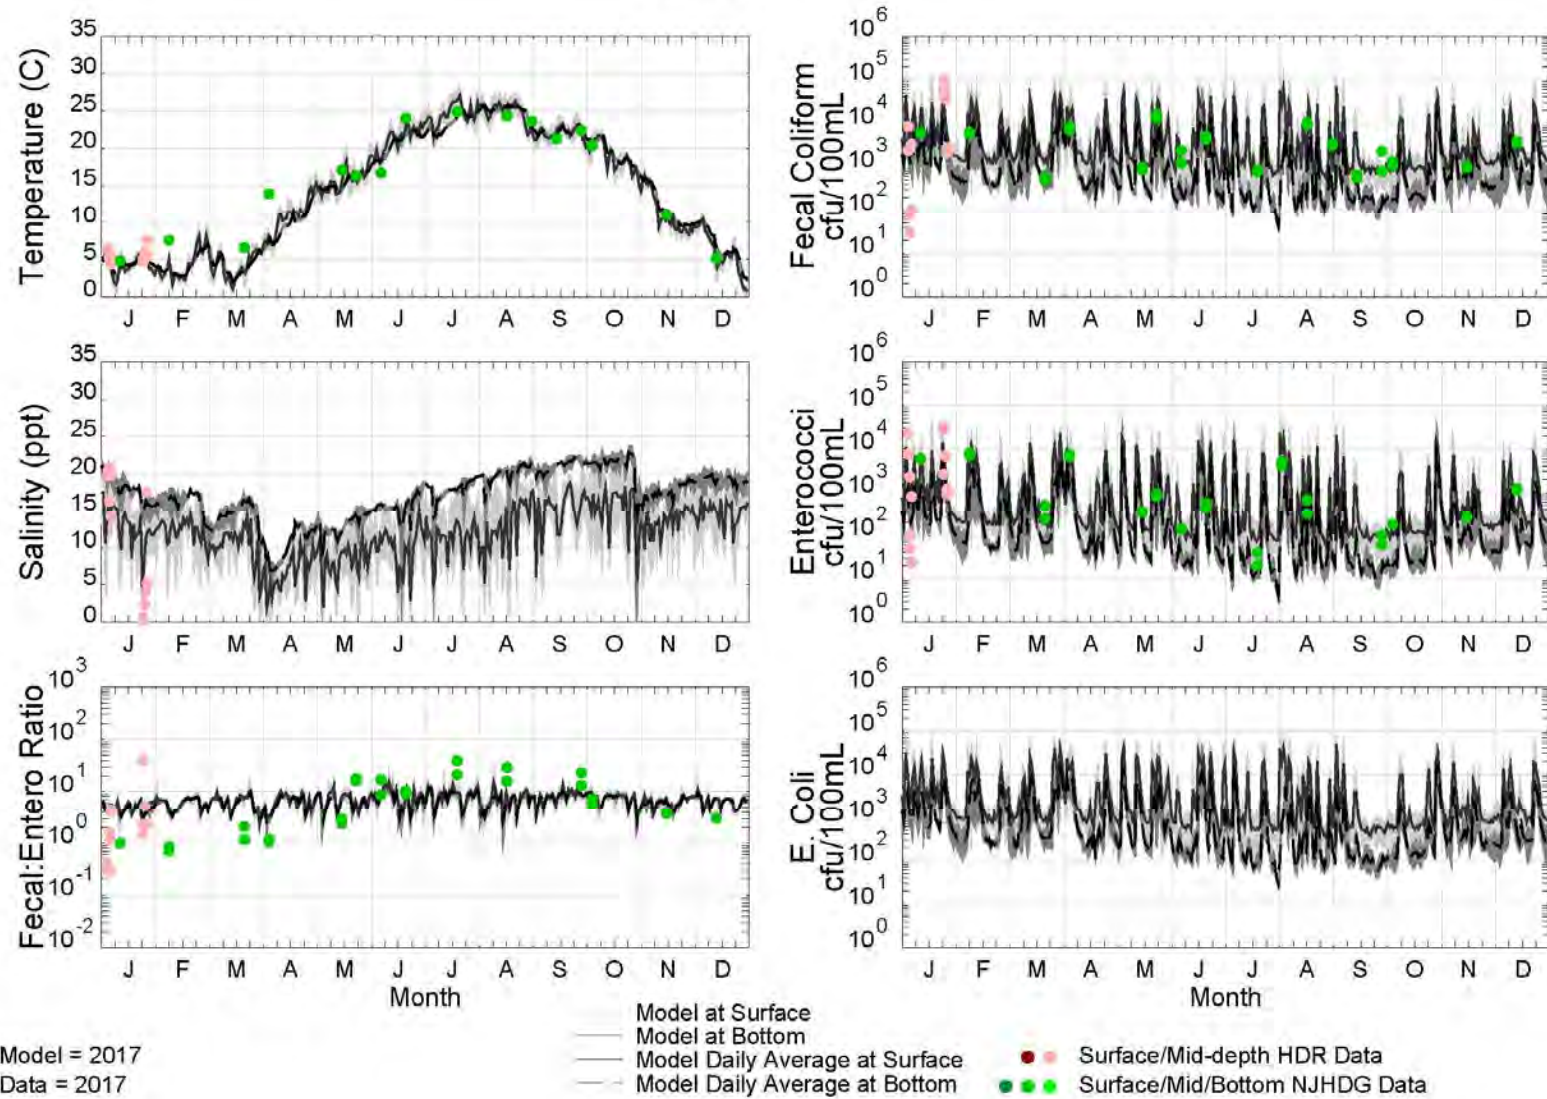 Temperature (C)
35
30
25
20
15
10
5
0
J F M A M J J A S O N D
Fecal Coliform
cfu/100mL
10^6
10^5
10^4
10^3
10^2
10^1
10^0
J F M A M J J A S O N D
Salinity (ppt)
35
30
25
20
15
10
5
0
J F M A M J J A S O N D
Enterococci
cfu/100mL
10^6
10^5
10^4
10^3
10^2
10^1
10^0
J F M A M J J A S O N D
Fecal:Entero Ratio
10^3
10^2
10^1
10^0
10^-1
10^-2
J F M A M J J A S O N D
Month
E. Coli
cfu/100mL
10^6
10^5
10^4
10^3
10^2
10^1
10^0
J F M A M J J A S O N D
Month
Model at Surface
Model at Bottom
Model Daily Average at Surface
Model Daily Average at Bottom
Surface/Mid-depth HDR Data
Surface/Mid/Bottom NJHDG Data
Model = 2017
Data = 2017